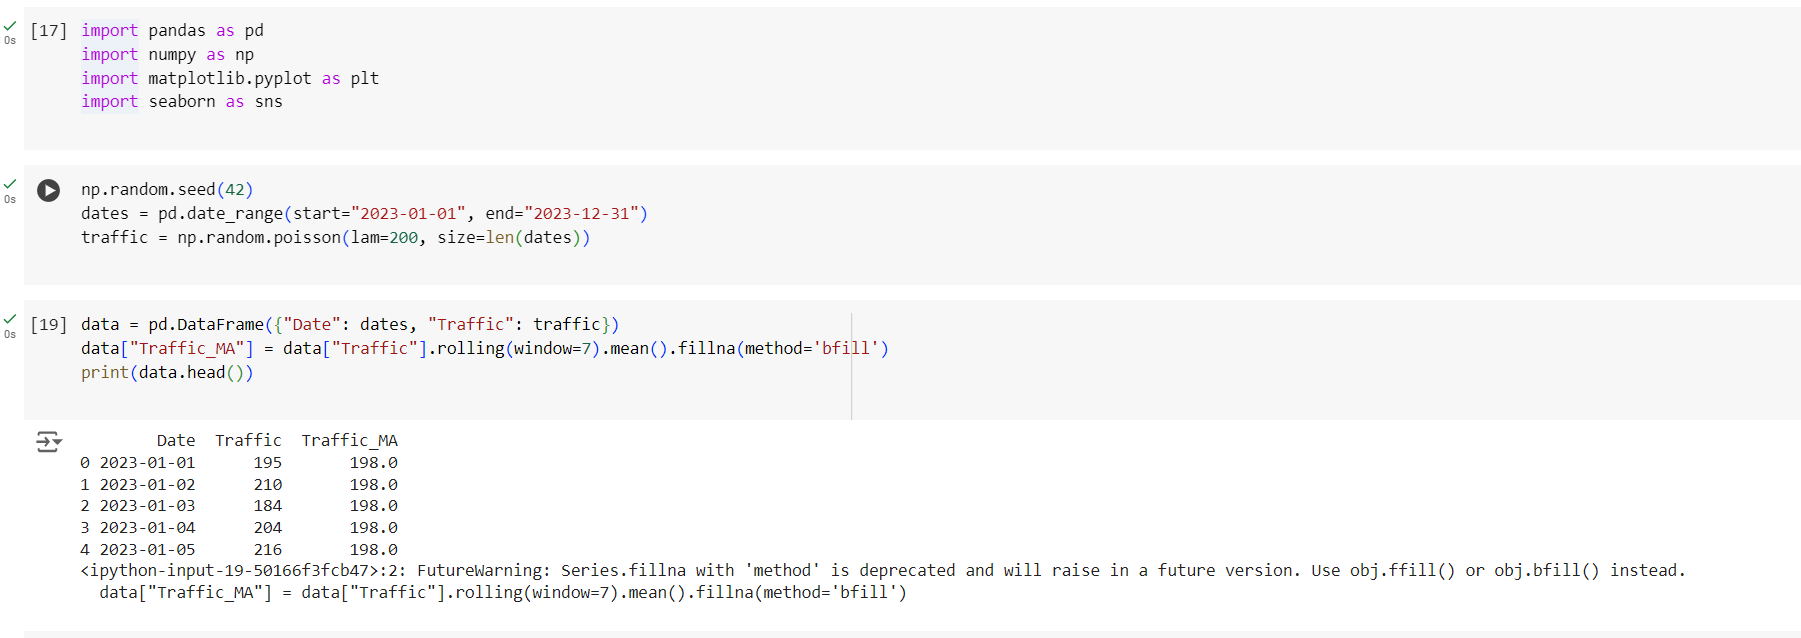 [17] import pandas as pd
0s
import numpy as np
import matplotlib.pyplot as plt
import seaborn as sns
np.random.seed(42)
0s
dates = pd.date_range(start="2023-01-01", end="2023-12-31")
traffic = np.random.poisson(lam=200, size=len(dates))
[19] data = pd.DataFrame({"Date": dates, "Traffic": traffic})
0s
data["Traffic_MA"] = data["Traffic"].rolling(window=7).mean().fillna(method='bfill')
print(data.head())
Date Traffic Traffic_MA
0 2023-01-01 195 198.0
1 2023-01-02 210 198.0
2 2023-01-03 184 198.0
3 2023-01-04 204 198.0
4 2023-01-05 216 198.0
<ipython-input-19-50166f3fcb47>:2: FutureWarning: Series.fillna with 'method' is deprecated and will raise in a future version. Use obj.ffill() or obj.bfill() instead.
data["Traffic_MA"] = data["Traffic"].rolling(window=7).mean().fillna(method='bfill')